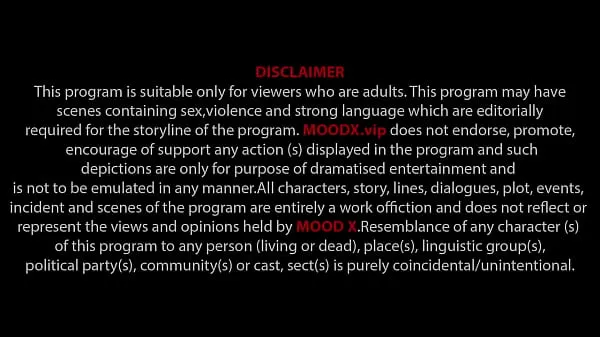 DISCLAIMER
This program is suitable only for viewers who are adults. This program may have
scenes containing sex,violence and strong language which are editorially
required for the storyline of the program. MOODX.vip does not endorse, promote,
encourage of support any action (s) displayed in the program and such
depictions are only for purpose of dramatised entertainment and
is not to be emulated in any manner.All characters, story, lines, dialogues, plot, events,
incident and scenes of the program are entirely a work offiction and does not reflect or
represent the views and opinions held by MOOD X.Resemblance of any character (s)
of this program to any person (living or dead), place(s), linguistic group(s),
political party(s), community(s) or cast, sect(s) is purely coincidental/unintentional.